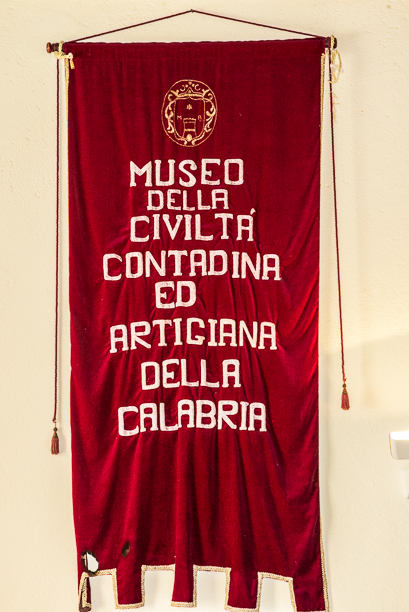 MUSEO
DELLA
CIVILTÁ
CONTADINA
ED
ARTIGIANA
DELLA
CALABRIA